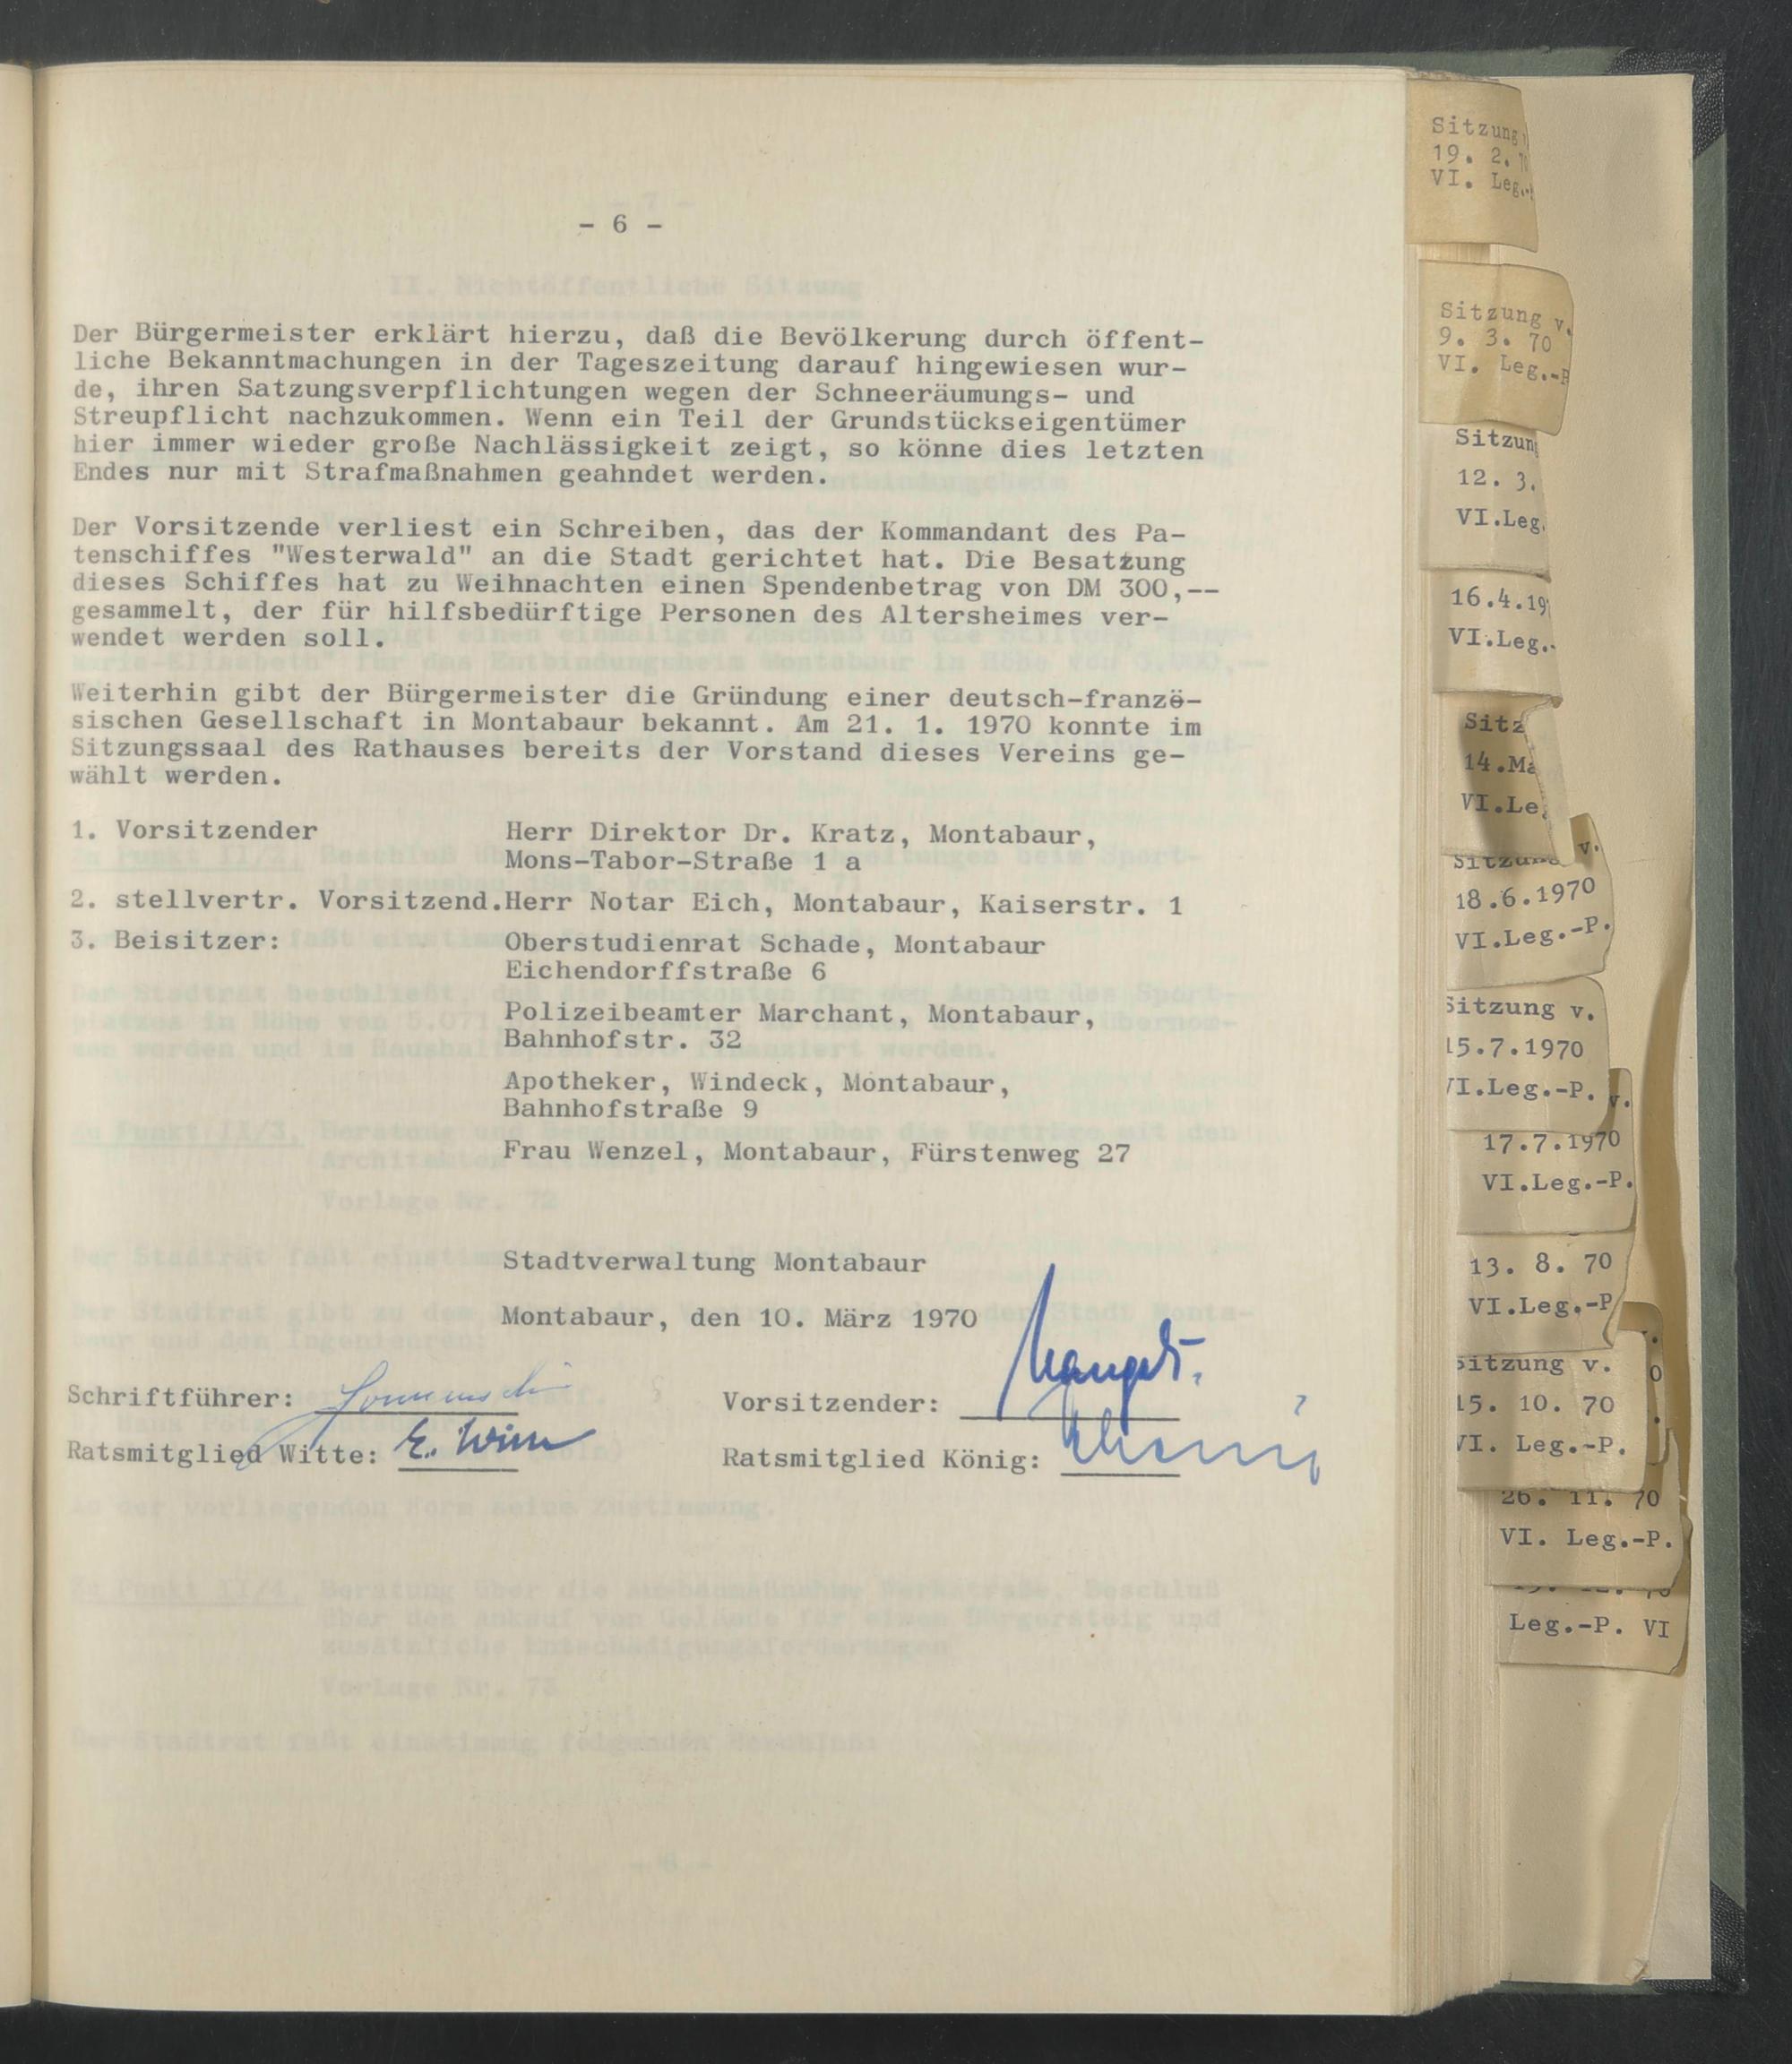 - 6 -
Der Bürgermeister erklärt hierzu, daß die Bevölkerung durch öffent-
liche Bekanntmachungen in der Tageszeitung darauf hingewiesen wur-
de, ihren Satzungsverpflichtungen wegen der Schneeräumungs- und
Streupflicht nachzukommen. Wenn ein Teil der Grundstückseigentümer
hier immer wieder große Nachlässigkeit zeigt, so könne dies letzten
Endes nur mit Strafmaßnahmen geahndet werden.
Der Vorsitzende verliest ein Schreiben, das der Kommandant des Pa-
tenschiffes "Westerwald" an die Stadt gerichtet hat. Die Besatzung
dieses Schiffes hat zu Weihnachten einen Spendenbetrag von DM 300,--
gesammelt, der für hilfsbedürftige Personen des Altersheimes ver-
wendet werden soll.
Weiterhin gibt der Bürgermeister die Gründung einer deutsch-franzö-
sischen Gesellschaft in Montabaur bekannt. Am 21. 1. 1970 konnte im
Sitzungssaal des Rathauses bereits der Vorstand dieses Vereins ge-
wählt werden.
1. Vorsitzender Herr Direktor Dr. Kratz, Montabaur,
Mons-Tabor-Straße 1 a
2. stellvertr. Vorsitzend.Herr Notar Eich, Montabaur, Kaiserstr. 1
3. Beisitzer: Oberstudienrat Schade, Montabaur
Eichendorffstraße 6
Polizeibeamter Marchant, Montabaur,
Bahnhofstr. 32
Apotheker, Windeck, Montabaur,
Bahnhofstraße 9
Frau Wenzel, Montabaur, Fürstenweg 27
Stadtverwaltung Montabaur
Montabaur, den 10. März 1970
Schriftführer: Vorsitzender:
Ratsmitglied Witte: Ratsmitglied König:
Sitzung
19. 2.
VI. Leg.-
Sitzung v.
9. 3. 70
VI. Leg.-P
Sitzung
12. 3.
VI.Leg.
16.4.19
VI.Leg.-
Sitz
14.Ma
VI.Le
Sitzung v.
18.6.1970
VI.Leg.-P.
Sitzung v.
15.7.1970
VI.Leg.-P.
v.
17.7.1970
VI.Leg.-P.
13. 8. 70
VI.Leg.-P
Sitzung v.
15. 10. 70
VI. Leg.-P.
26. 11. 70
VI. Leg.-P.
Leg.-P. VI